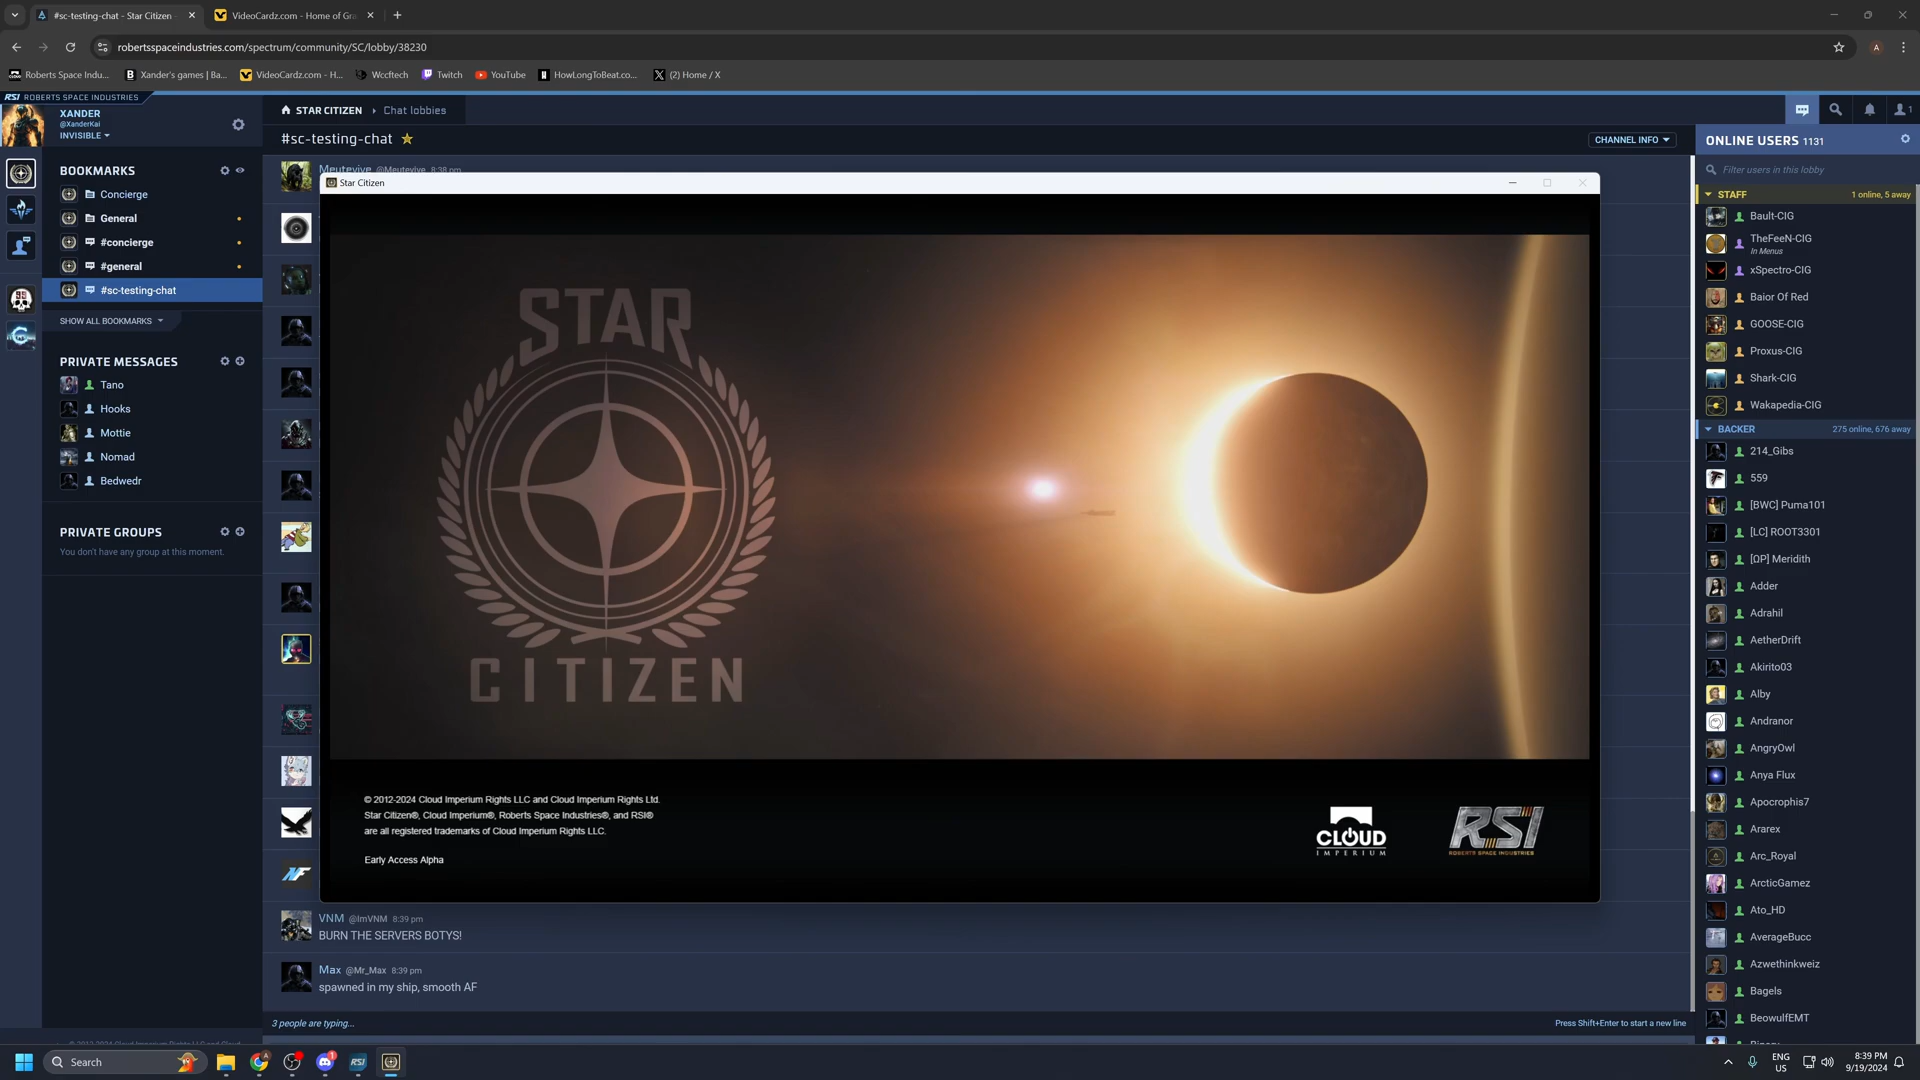 #sc-testing-chat - Star Citizen
VideoCardz.com - Home of Gra
robertsspaceindustries.com/spectrum/community/SC/lobby/38230
A
Roberts Space Indu...
Xander's games | Ba...
VideoCardz.com - H...
Wccftech
Twitch
YouTube
HowLongToBeat.co...
(2) Home / X
RSI ROBERTS SPACE INDUSTRIES
XANDER
@XanderKai
INVISIBLE
STAR CITIZEN
Chat lobbies
#sc-testing-chat
CHANNEL INFO
1
ONLINE USERS 1131
Filter users in this lobby
BOOKMARKS
Concierge
General
#concierge
#general
#sc-testing-chat
SHOW ALL BOOKMARKS
PRIVATE MESSAGES
Tano
Hooks
Mottie
Nomad
Bedwedr
PRIVATE GROUPS
You don't have any group at this moment.
Meutevive @Meutevive 8:38 pm
Star Citizen
STAR
CITIZEN
© 2012-2024 Cloud Imperium Rights LLC and Cloud Imperium Rights Ltd.
Star Citizen®, Cloud Imperium®, Roberts Space Industries®, and RSI®
are all registered trademarks of Cloud Imperium Rights LLC.
Early Access Alpha
CLOUD
IMPERIUM
RSI
ROBERTS SPACE INDUSTRIES
VNM @ImVNM 8:39 pm
BURN THE SERVERS BOTYS!
Max @Mr_Max 8:39 pm
spawned in my ship, smooth AF
3 people are typing...
Press Shift+Enter to start a new line
STAFF
1 online, 5 away
Bault-CIG
TheFeeN-CIG
In Menus
xSpectro-CIG
Baior Of Red
GOOSE-CIG
Proxus-CIG
Shark-CIG
Wakapedia-CIG
BACKER
275 online, 676 away
214_Gibs
559
[BWC] Puma101
[LC] ROOT3301
[OP] Meridith
Adder
Adrahil
AetherDrift
Akirito03
Alby
Andranor
AngryOwl
Anya Flux
Apocrophis7
Ararex
Arc_Royal
ArcticGamez
Ato_HD
AverageBucc
Azwethinkweiz
Bagels
BeowulfEMT
Search
RSI
1
ENG
US
8:39 PM
9/19/2024